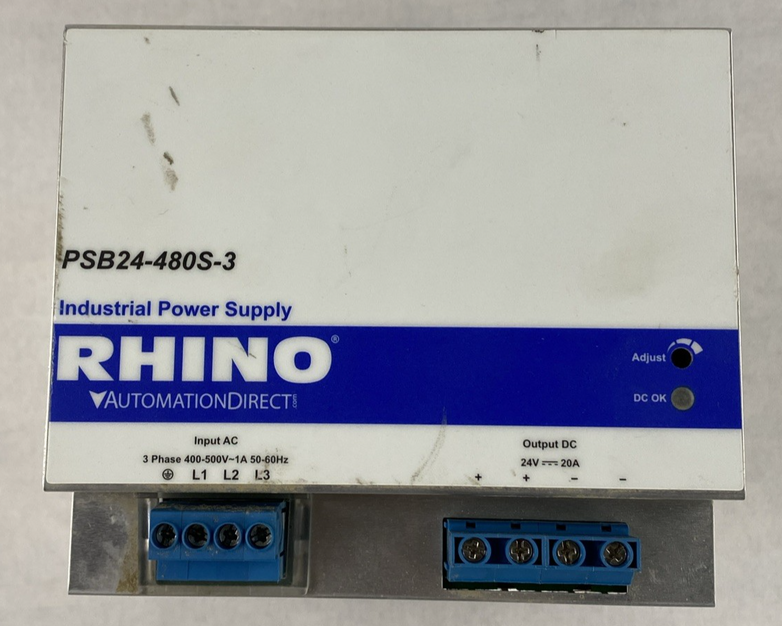 PSB24-480S-3
Industrial Power Supply
RHINO®
AUTOMATIONDIRECT.com
Adjust
DC OK
Input AC
3 Phase 400-500V~1A 50-60Hz
L1 L2 L3
Output DC
24V⎓20A
+ + – –